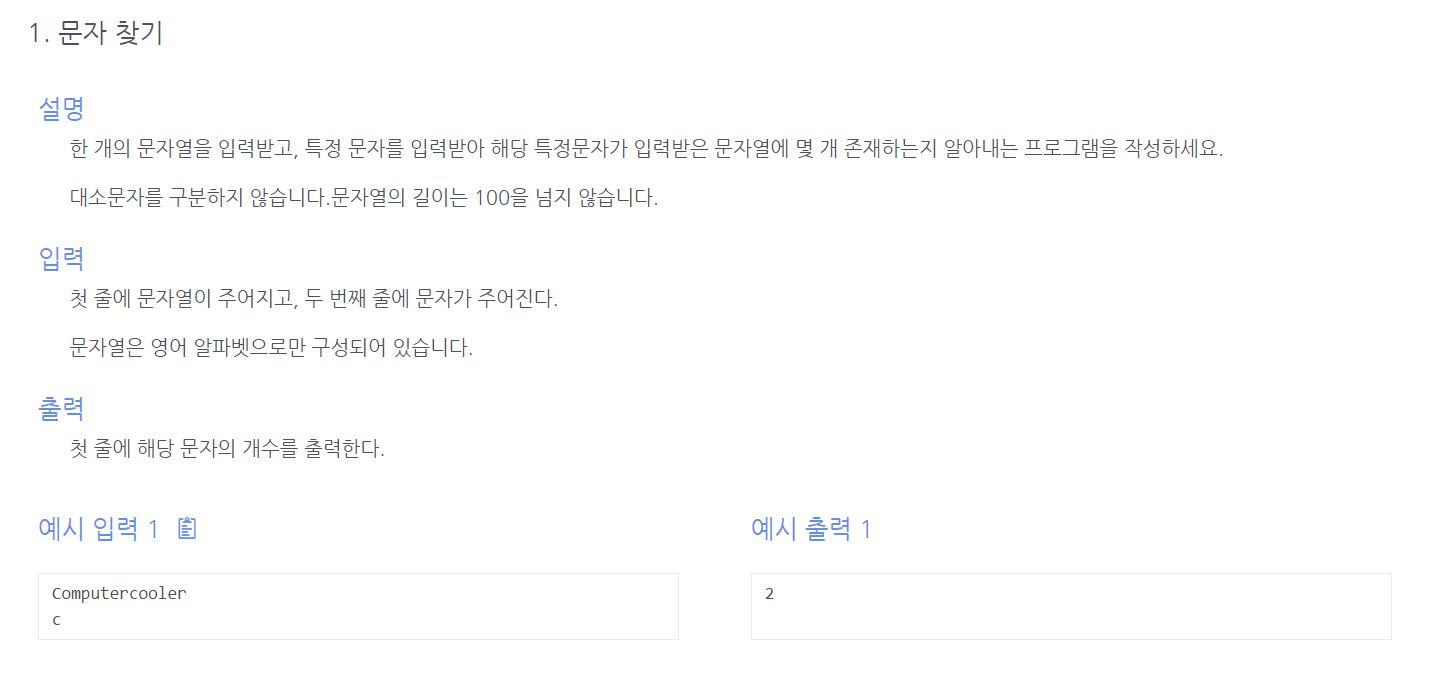 1. 문자 찾기
설명
한 개의 문자열을 입력받고, 특정 문자를 입력받아 해당 특정문자가 입력받은 문자열에 몇 개 존재하는지 알아내는 프로그램을 작성하세요.
대소문자를 구분하지 않습니다.문자열의 길이는 100을 넘지 않습니다.
입력
첫 줄에 문자열이 주어지고, 두 번째 줄에 문자가 주어진다.
문자열은 영어 알파벳으로만 구성되어 있습니다.
출력
첫 줄에 해당 문자의 개수를 출력한다.
예시 입력 1
Computercooler
c
예시 출력 1
2